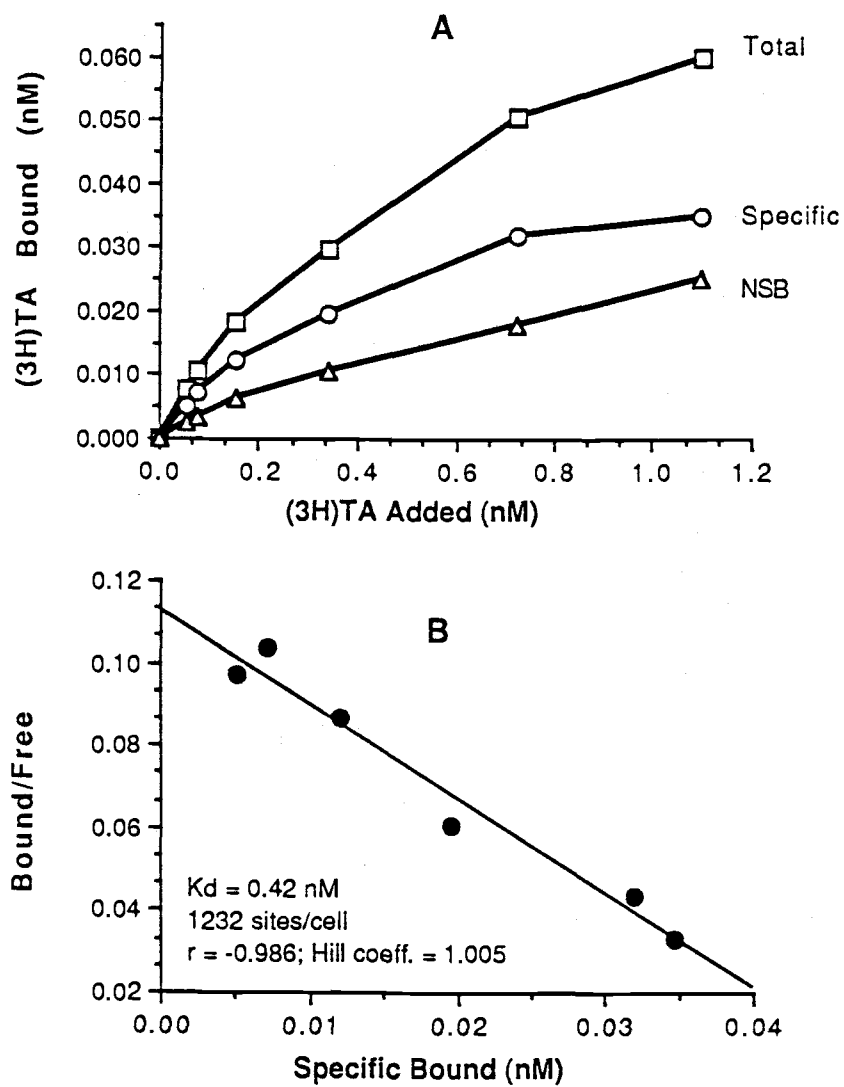 A
(3H)TA Bound (nM)
0.060
0.050
0.040
0.030
0.020
0.010
0.000
Total
Specific
NSB
0.0 0.2 0.4 0.6 0.8 1.0 1.2
(3H)TA Added (nM)
B
Bound/Free
0.12
0.10
0.08
0.06
0.04
0.02
Kd = 0.42 nM
1232 sites/cell
r = -0.986; Hill coeff. = 1.005
0.00 0.01 0.02 0.03 0.04
Specific Bound (nM)